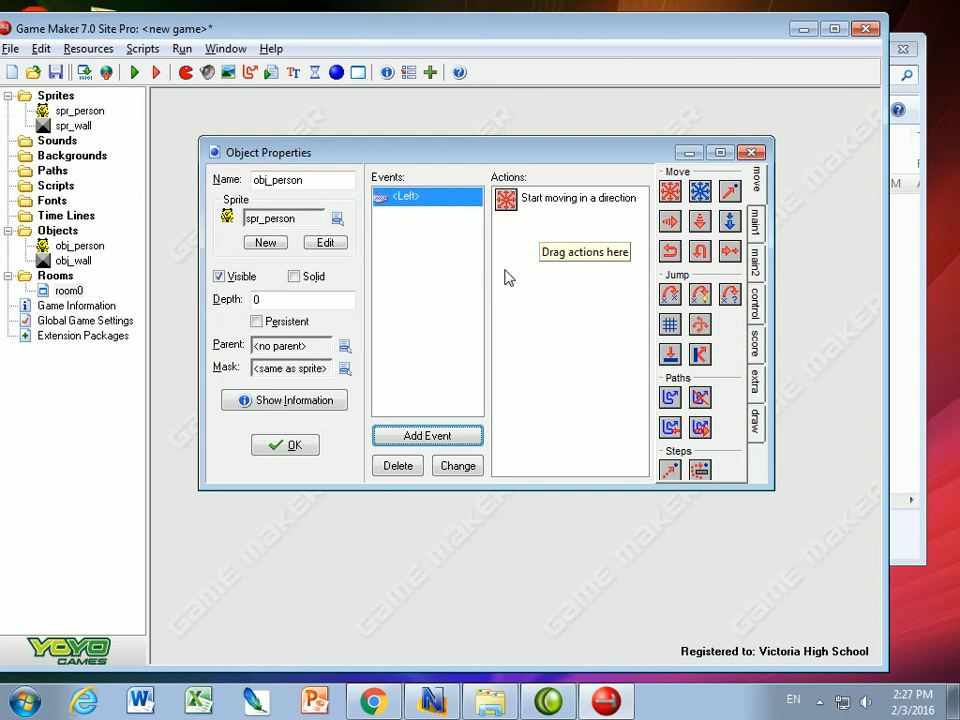 Game Maker 7.0 Site Pro: <new game>*
File Edit Resources Scripts Run Window Help
Sprites
spr_person
spr_wall
Sounds
Backgrounds
Paths
Scripts
Fonts
Time Lines
Objects
obj_person
obj_wall
Rooms
room0
Game Information
Global Game Settings
Extension Packages
Object Properties
Name: obj_person
Sprite
spr_person
New Edit
Visible Solid
Depth: 0
Persistent
Parent: <no parent>
Mask: <same as sprite>
Show Information
OK
Events:
<Left>
Add Event
Delete Change
Actions:
Start moving in a direction
Drag actions here
Move
Jump
Paths
Steps
move
main1
main2
control
score
extra
draw
GAME MAKER
YOYO
GAMES
Registered to: Victoria High School
EN
2:27 PM
2/3/2016